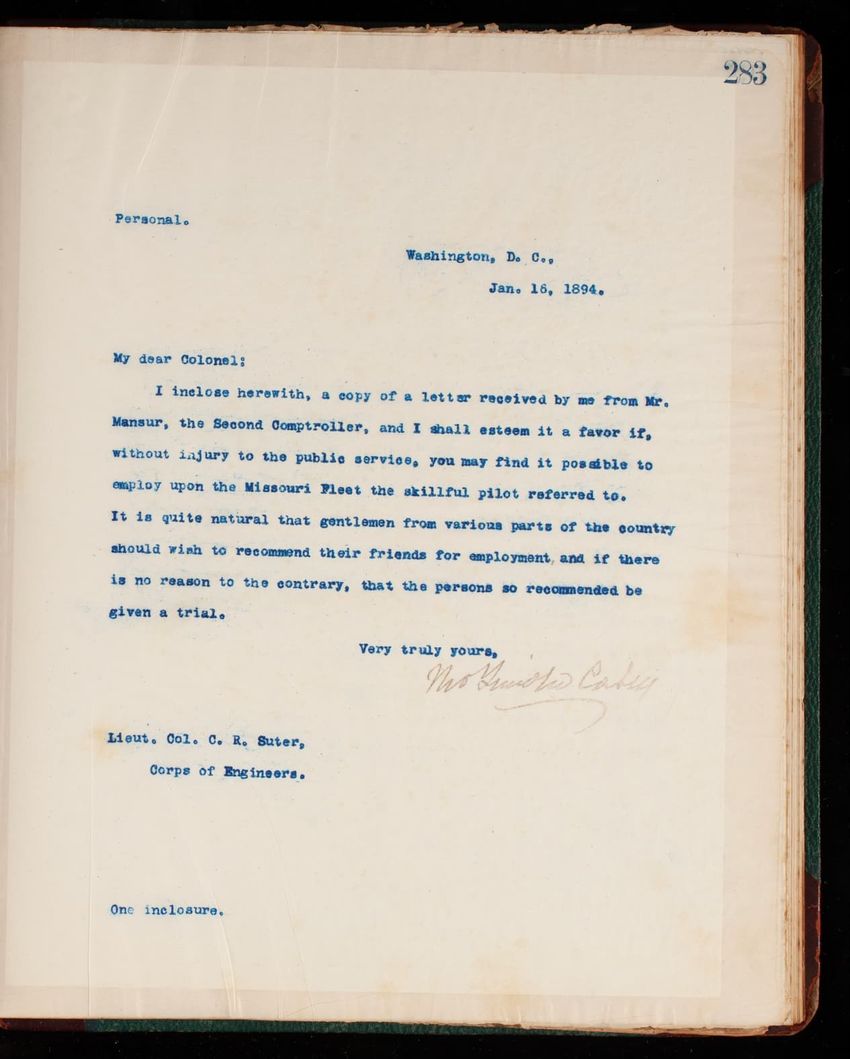 283
Personal.
Washington, D. C.,
Jan. 16, 1894.
My dear Colonel:
I inclose herewith, a copy of a letter received by me from Mr.
Mansur, the Second Comptroller, and I shall esteem it a favor if,
without injury to the public service, you may find it possible to
employ upon the Missouri Fleet the skillful pilot referred to.
It is quite natural that gentlemen from various parts of the country
should wish to recommend their friends for employment, and if there
is no reason to the contrary, that the persons so recommended be
given a trial.
Very truly yours,
Lieut. Col. C. R. Suter,
Corps of Engineers.
One inclosure.